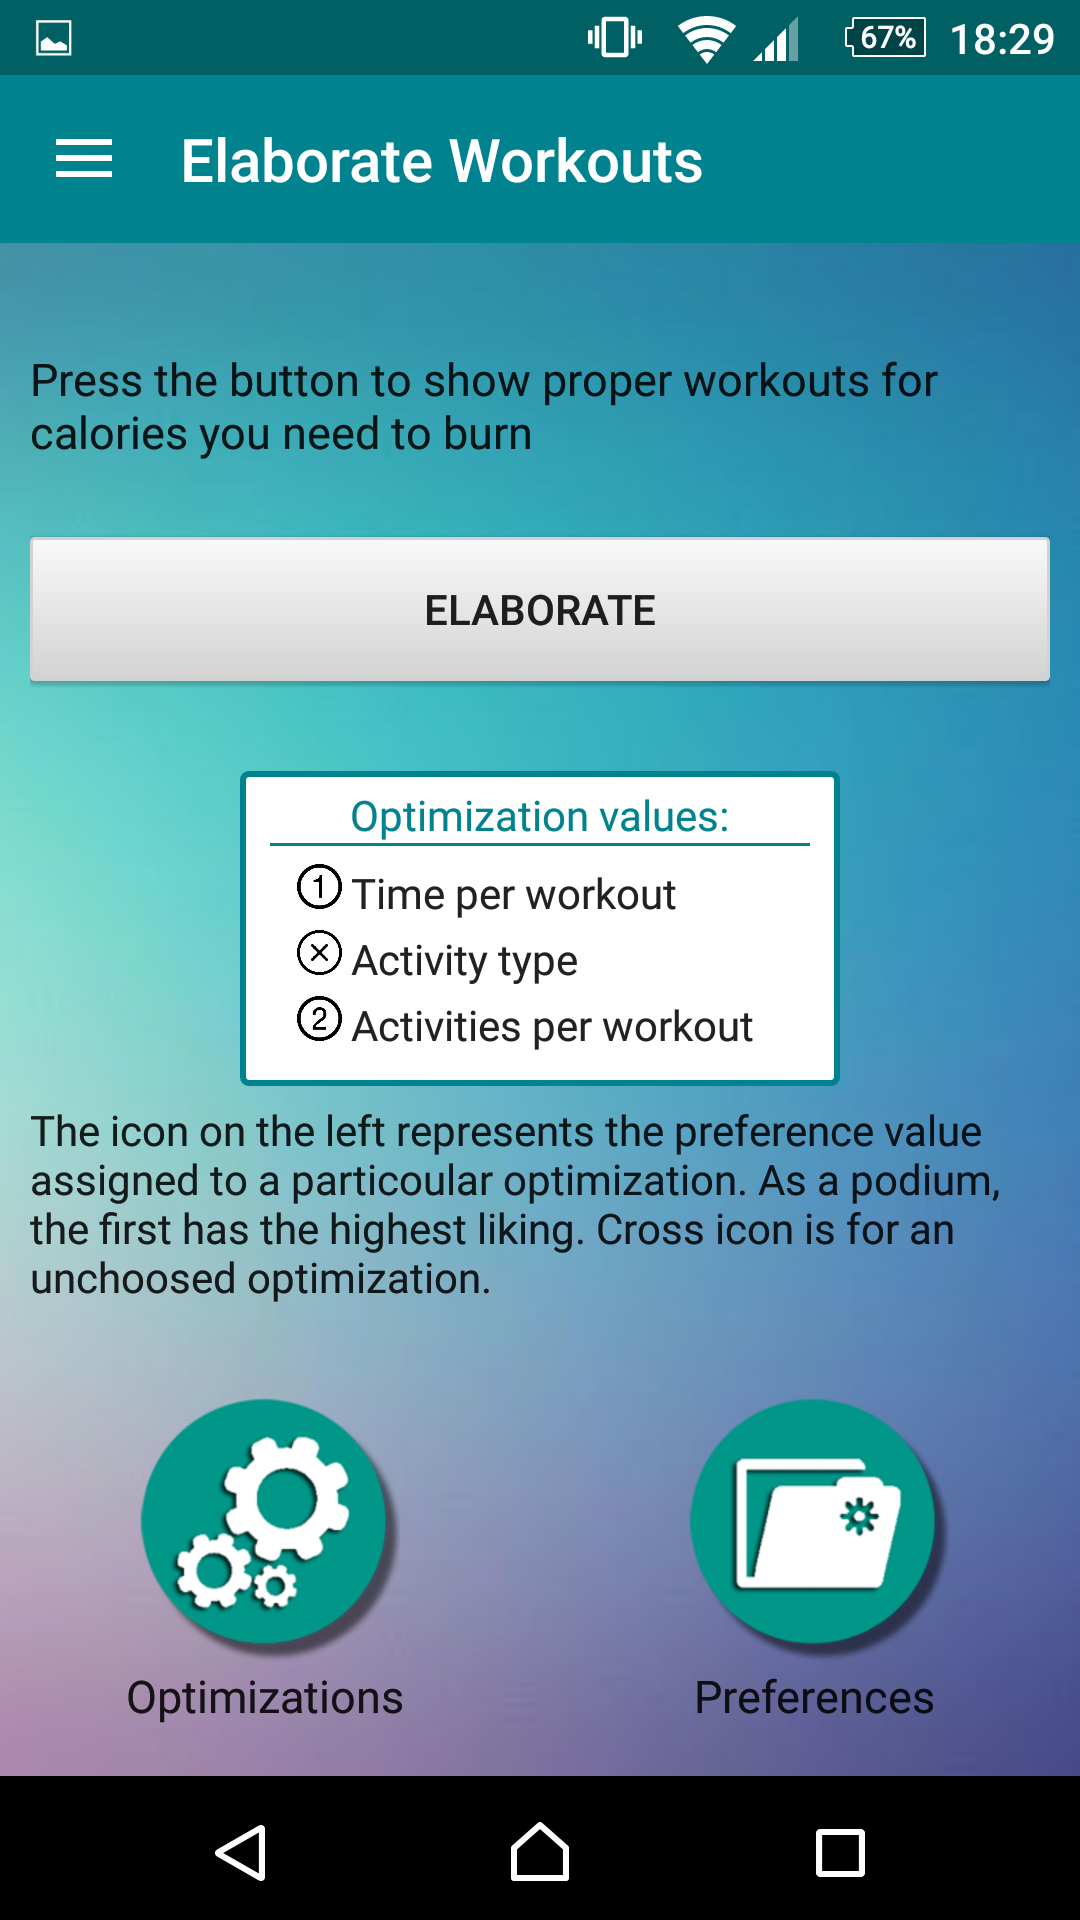 67% 18:29
Elaborate Workouts
Press the button to show proper workouts for
calories you need to burn
ELABORATE
Optimization values:
1 Time per workout
Activity type
2 Activities per workout
The icon on the left represents the preference value
assigned to a particoular optimization. As a podium,
the first has the highest liking. Cross icon is for an
unchoosed optimization.
Optimizations Preferences